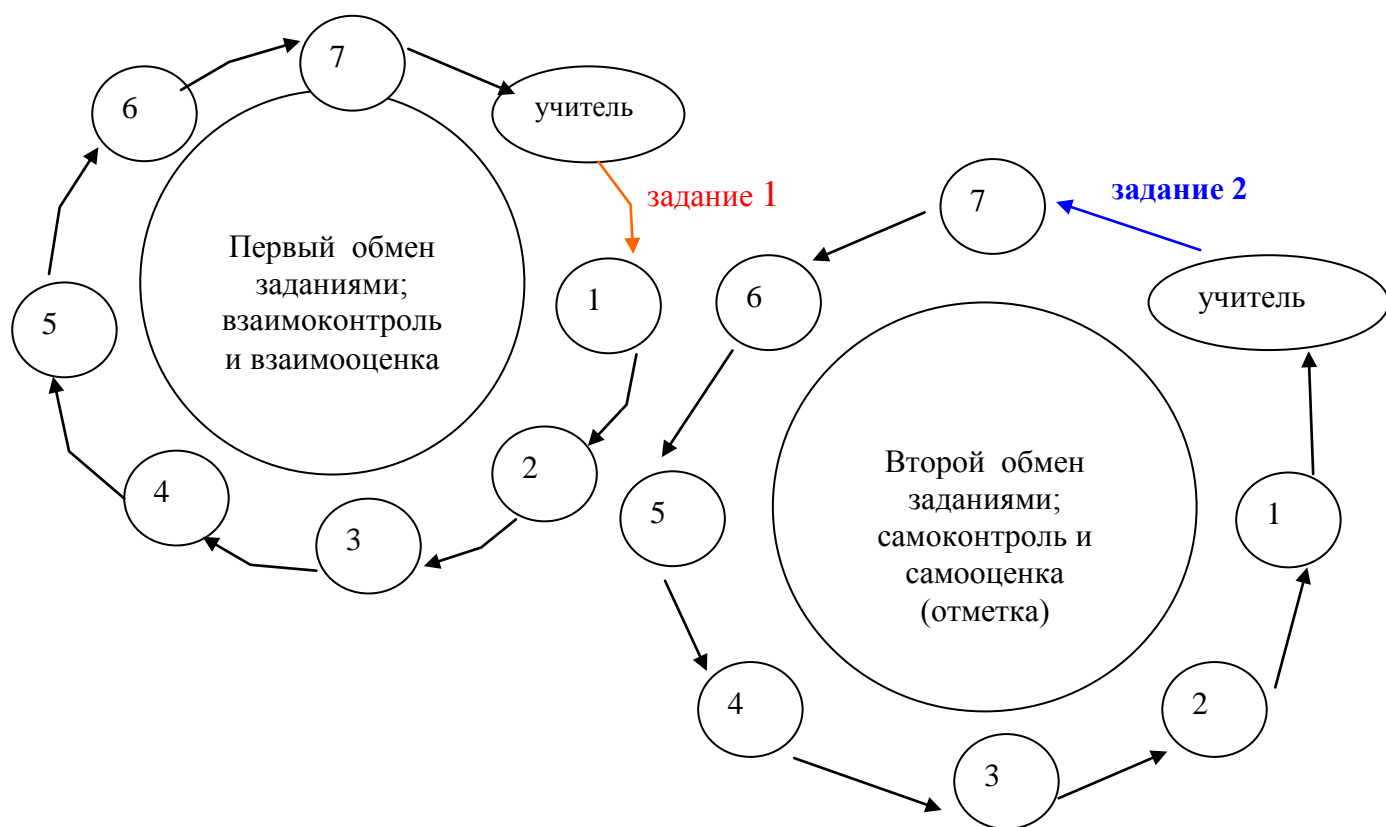 7
6
учитель
задание 1
Первый обмен
заданиями;
взаимоконтроль
и взаимооценка
5
1
4
3
2
7
задание 2
6
учитель
5
Второй обмен
заданиями;
самоконтроль и
самооценка
(отметка)
1
4
3
2